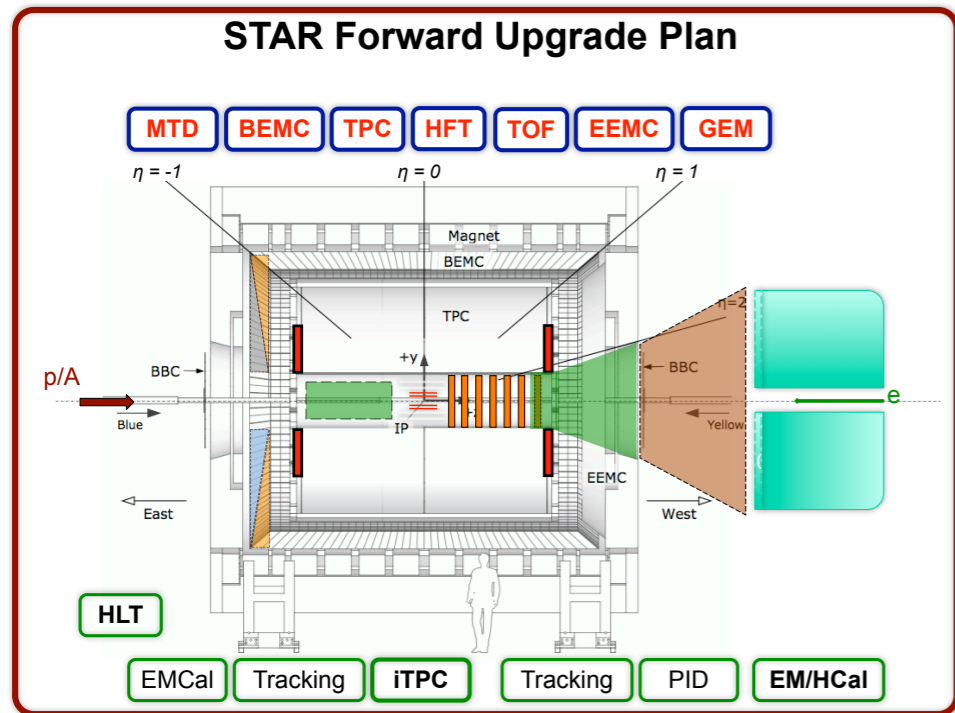 STAR Forward Upgrade Plan
MTD BEMC TPC HFT TOF EEMC GEM
η = -1 η = 0 η = 1
Magnet
BEMC
η=2
TPC
+y
BBC BBC
p/A
e
Blue IP Yellow
EEMC
East West
HLT
EMCal Tracking iTPC Tracking PID EM/HCal